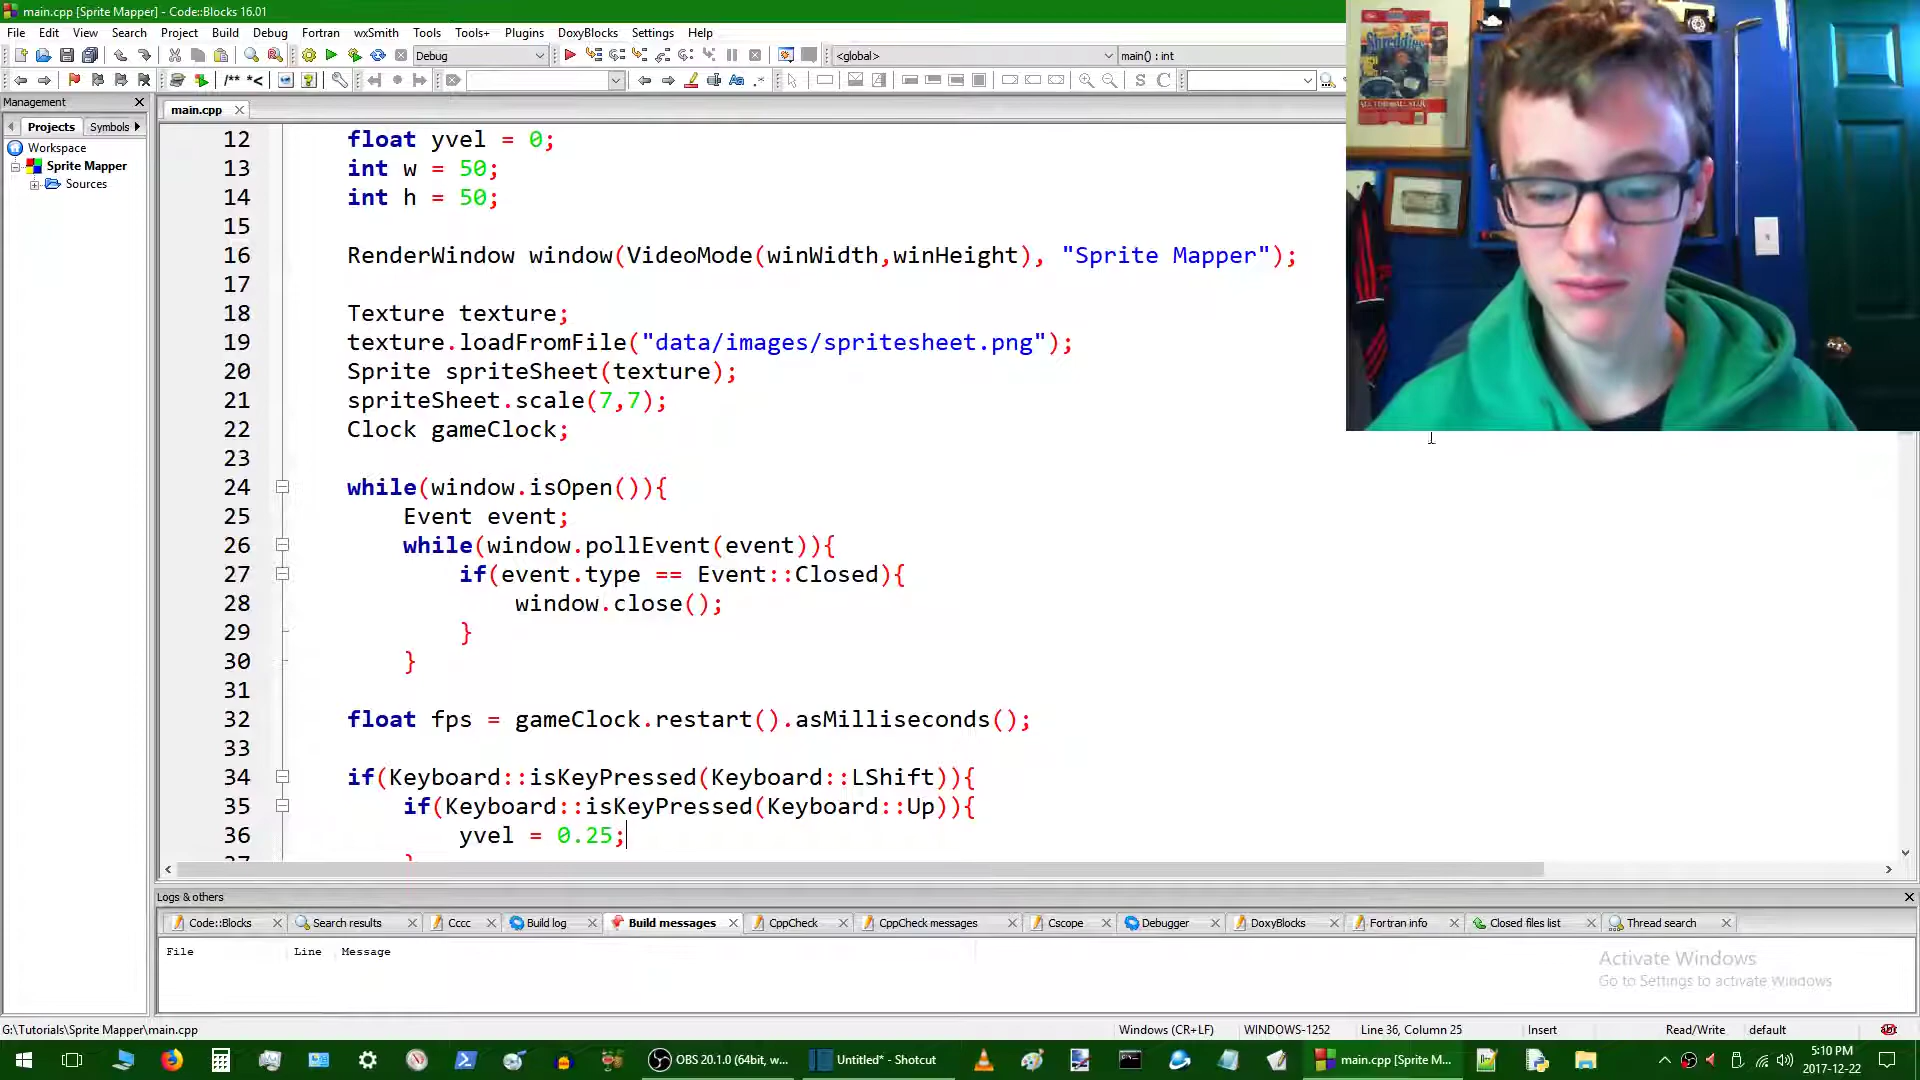 main.cpp [Sprite Mapper] - Code::Blocks 16.01
File Edit View Search Project Build Debug Fortran wxSmith Tools Tools+ Plugins DoxyBlocks Settings Help
Debug <global> main() : int
/** *<
Management
main.cpp
Projects Symbols
Workspace
Sprite Mapper
Sources
12 float yvel = 0;
13 int w = 50;
14 int h = 50;
15
16 RenderWindow window(VideoMode(winWidth,winHeight), "Sprite Mapper");
17
18 Texture texture;
19 texture.loadFromFile("data/images/spritesheet.png");
20 Sprite spriteSheet(texture);
21 spriteSheet.scale(7,7);
22 Clock gameClock;
23
24 while(window.isOpen()){
25 Event event;
26 while(window.pollEvent(event)){
27 if(event.type == Event::Closed){
28 window.close();
29 }
30 }
31
32 float fps = gameClock.restart().asMilliseconds();
33
34 if(Keyboard::isKeyPressed(Keyboard::LShift)){
35 if(Keyboard::isKeyPressed(Keyboard::Up)){
36 yvel = 0.25;
37 }
Shreddies
Logs & others
Code::Blocks Search results Cccc Build log Build messages CppCheck CppCheck messages Cscope Debugger DoxyBlocks Fortran info Closed files list Thread search
File Line Message
Activate Windows
Go to Settings to activate Windows
G:\Tutorials\Sprite Mapper\main.cpp Windows (CR+LF) WINDOWS-1252 Line 36, Column 25 Insert Read/Write default
OBS 20.1.0 (64bit, w... Untitled* - Shotcut main.cpp [Sprite M... 5:10 PM
2017-12-22